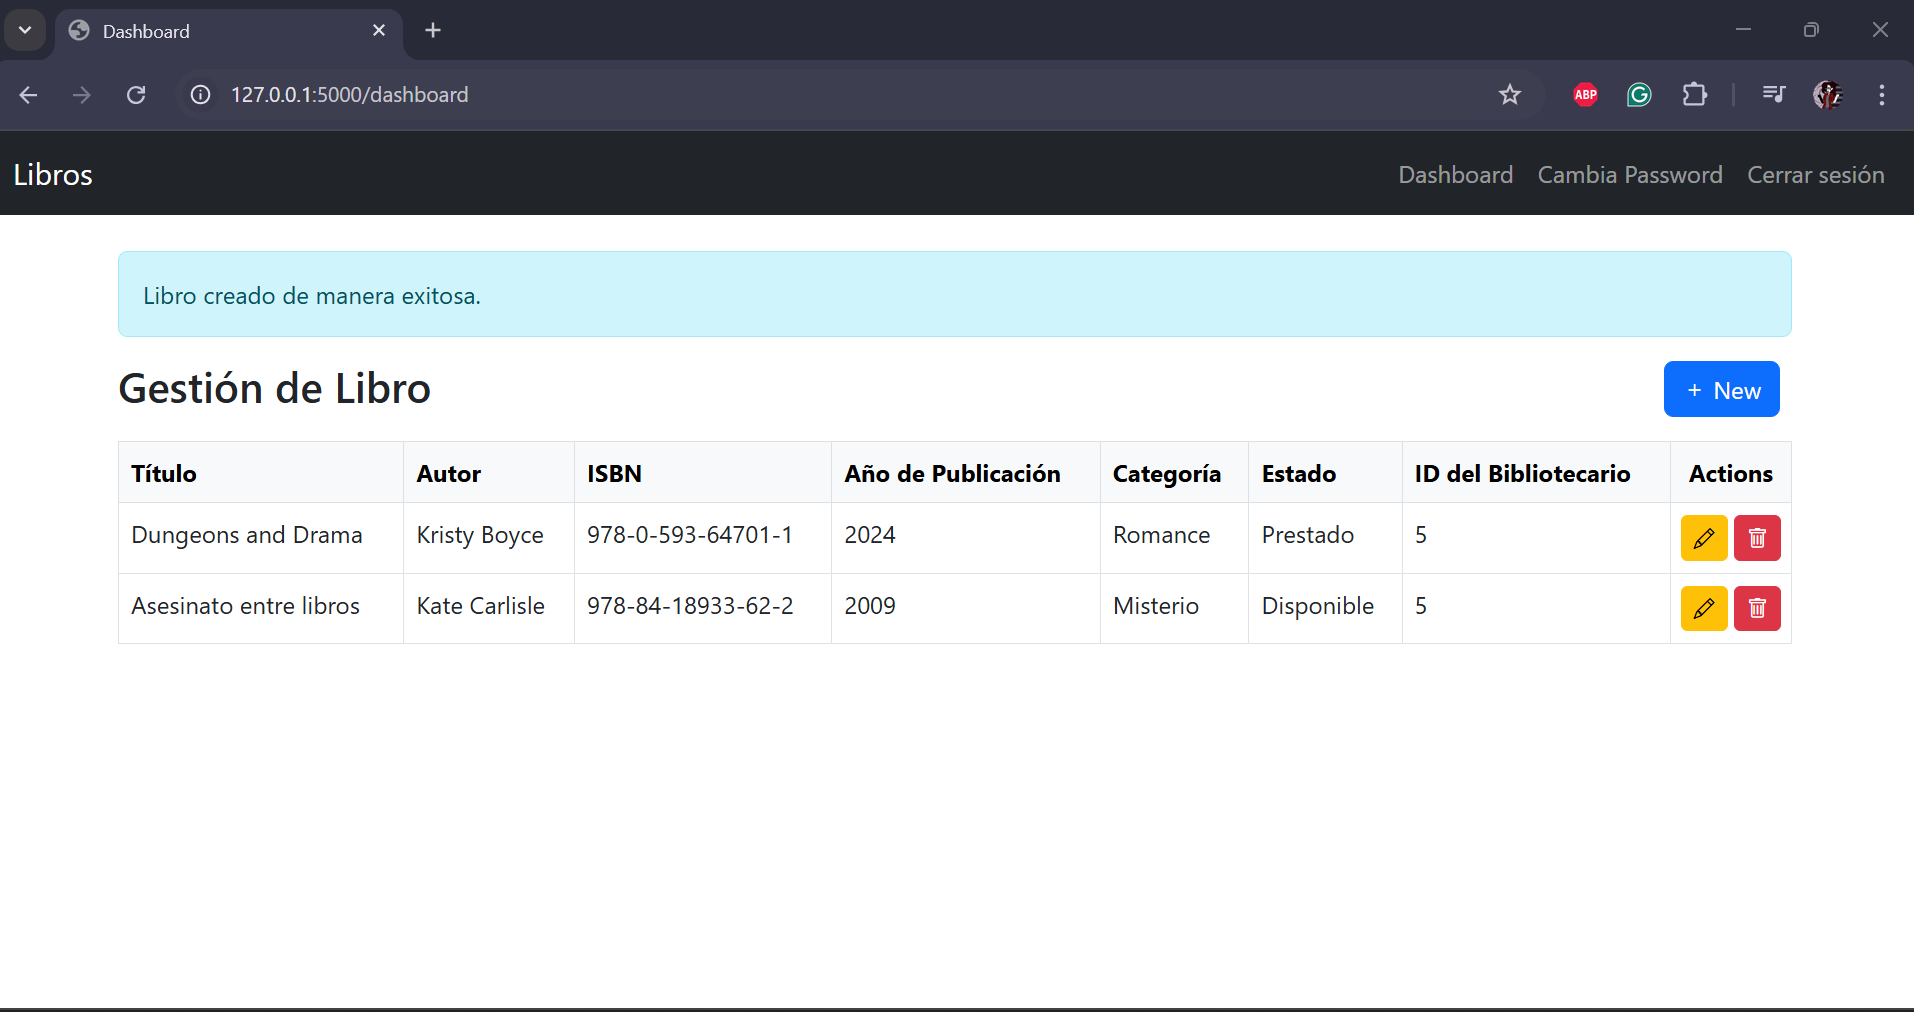 Dashboard
127.0.0.1:5000/dashboard
ABP
Libros Dashboard Cambia Password Cerrar sesión
Libro creado de manera exitosa.
Gestión de Libro + New
Título Autor ISBN Año de Publicación Categoría Estado ID del Bibliotecario Actions
Dungeons and Drama Kristy Boyce 978-0-593-64701-1 2024 Romance Prestado 5
Asesinato entre libros Kate Carlisle 978-84-18933-62-2 2009 Misterio Disponible 5